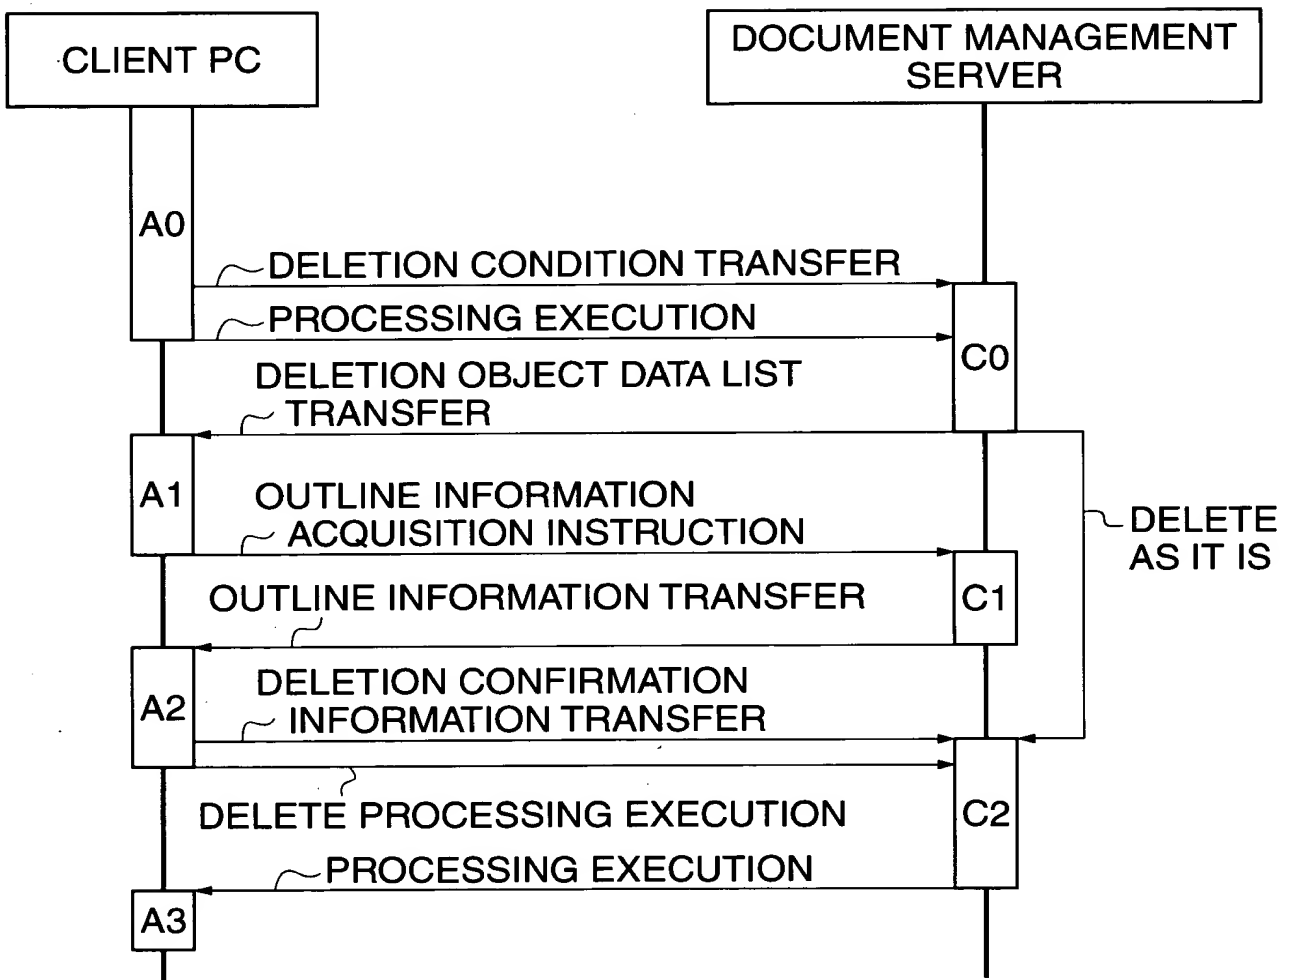 CLIENT PC
DOCUMENT MANAGEMENT
SERVER
A0
DELETION CONDITION TRANSFER
PROCESSING EXECUTION
C0
DELETION OBJECT DATA LIST
TRANSFER
A1
OUTLINE INFORMATION
ACQUISITION INSTRUCTION
DELETE
AS IT IS
OUTLINE INFORMATION TRANSFER
C1
DELETION CONFIRMATION
INFORMATION TRANSFER
A2
DELETE PROCESSING EXECUTION
C2
PROCESSING EXECUTION
A3